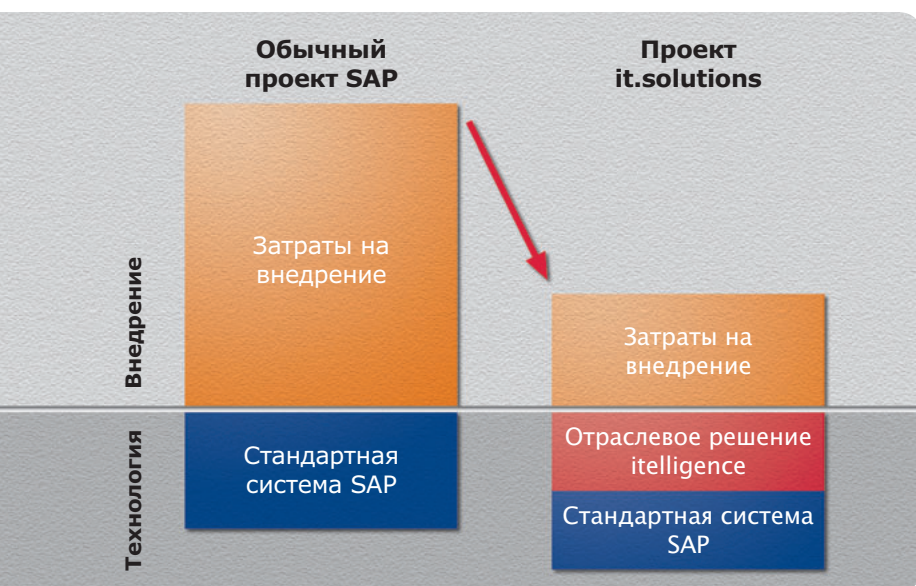 Обычный
проект SAP
Проект
it.solutions
Внедрение
Затраты на
внедрение
Затраты на
внедрение
Технология
Стандартная
система SAP
Отраслевое решение
itelligence
Стандартная система
SAP